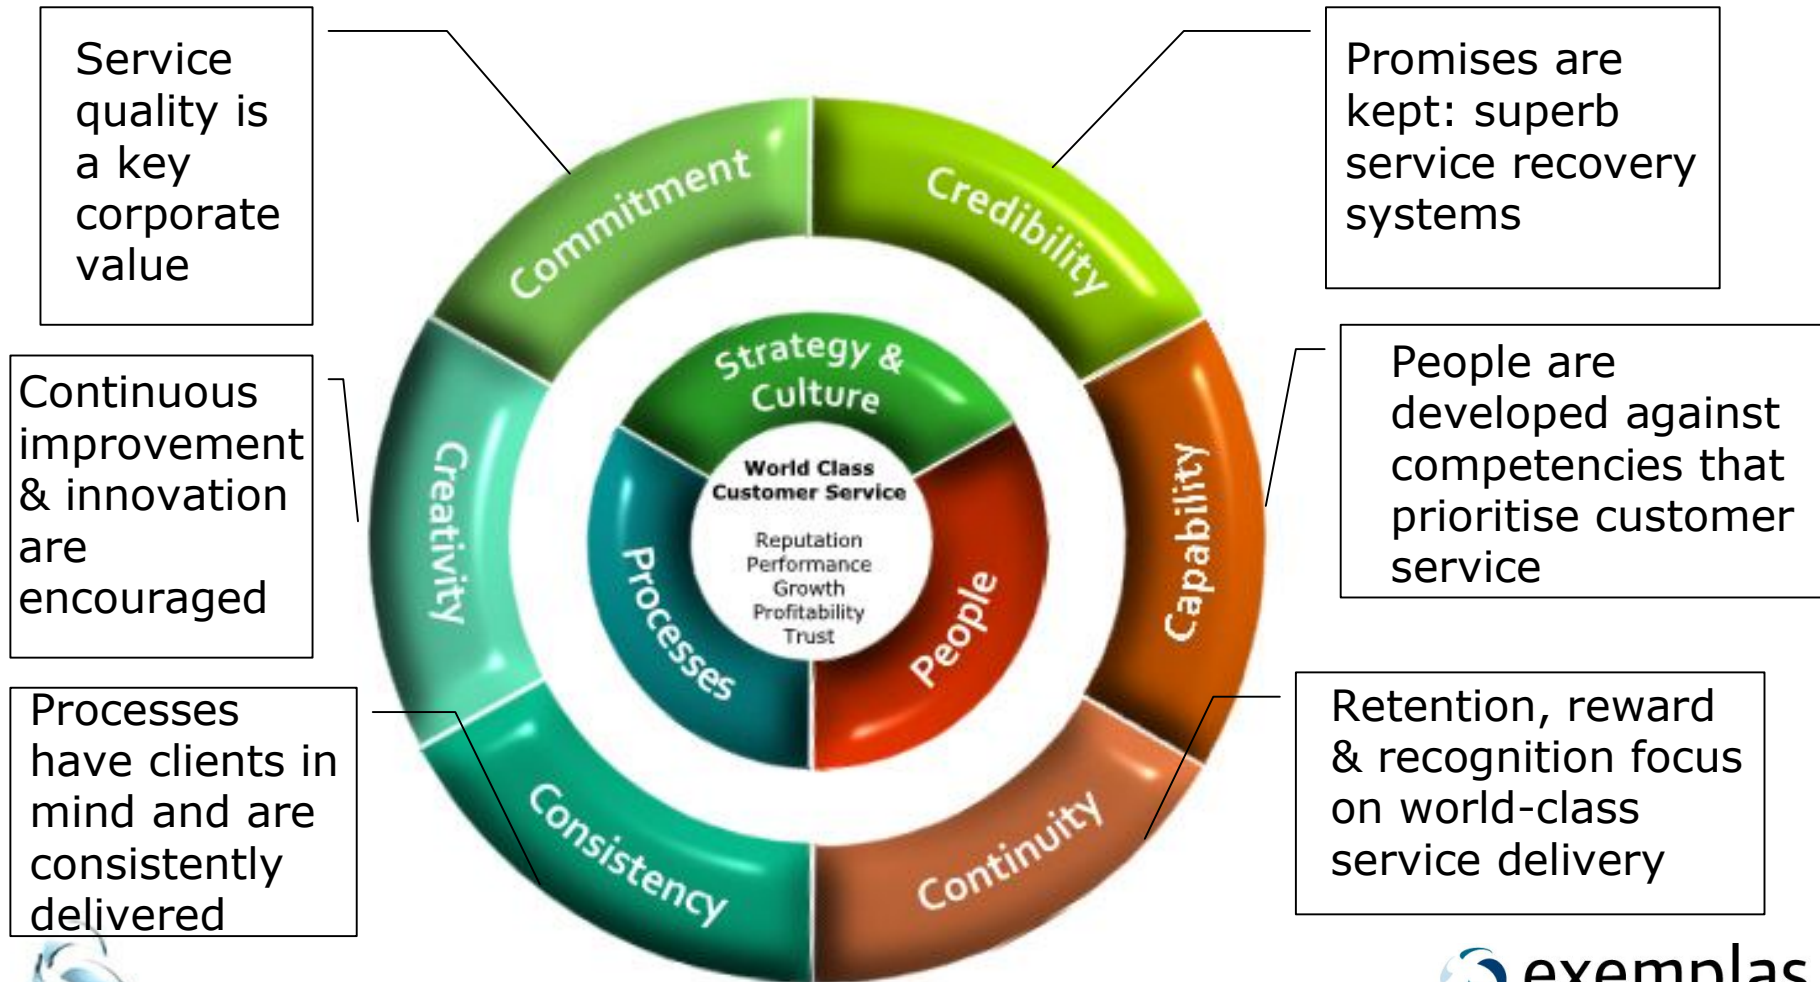 Service
quality is
a key
corporate
value
Promises are
kept: superb
service recovery
systems
Commitment
Credibility
Continuous
improvement
& innovation
are
encouraged
People are
developed against
competencies that
prioritise customer
service
Creativity
Capability
Strategy &
Culture
Processes
People
World Class
Customer Service
Reputation
Performance
Growth
Profitability
Trust
Processes
have clients in
mind and are
consistently
delivered
Retention, reward
& recognition focus
on world-class
service delivery
Consistency
Continuity
exemplas